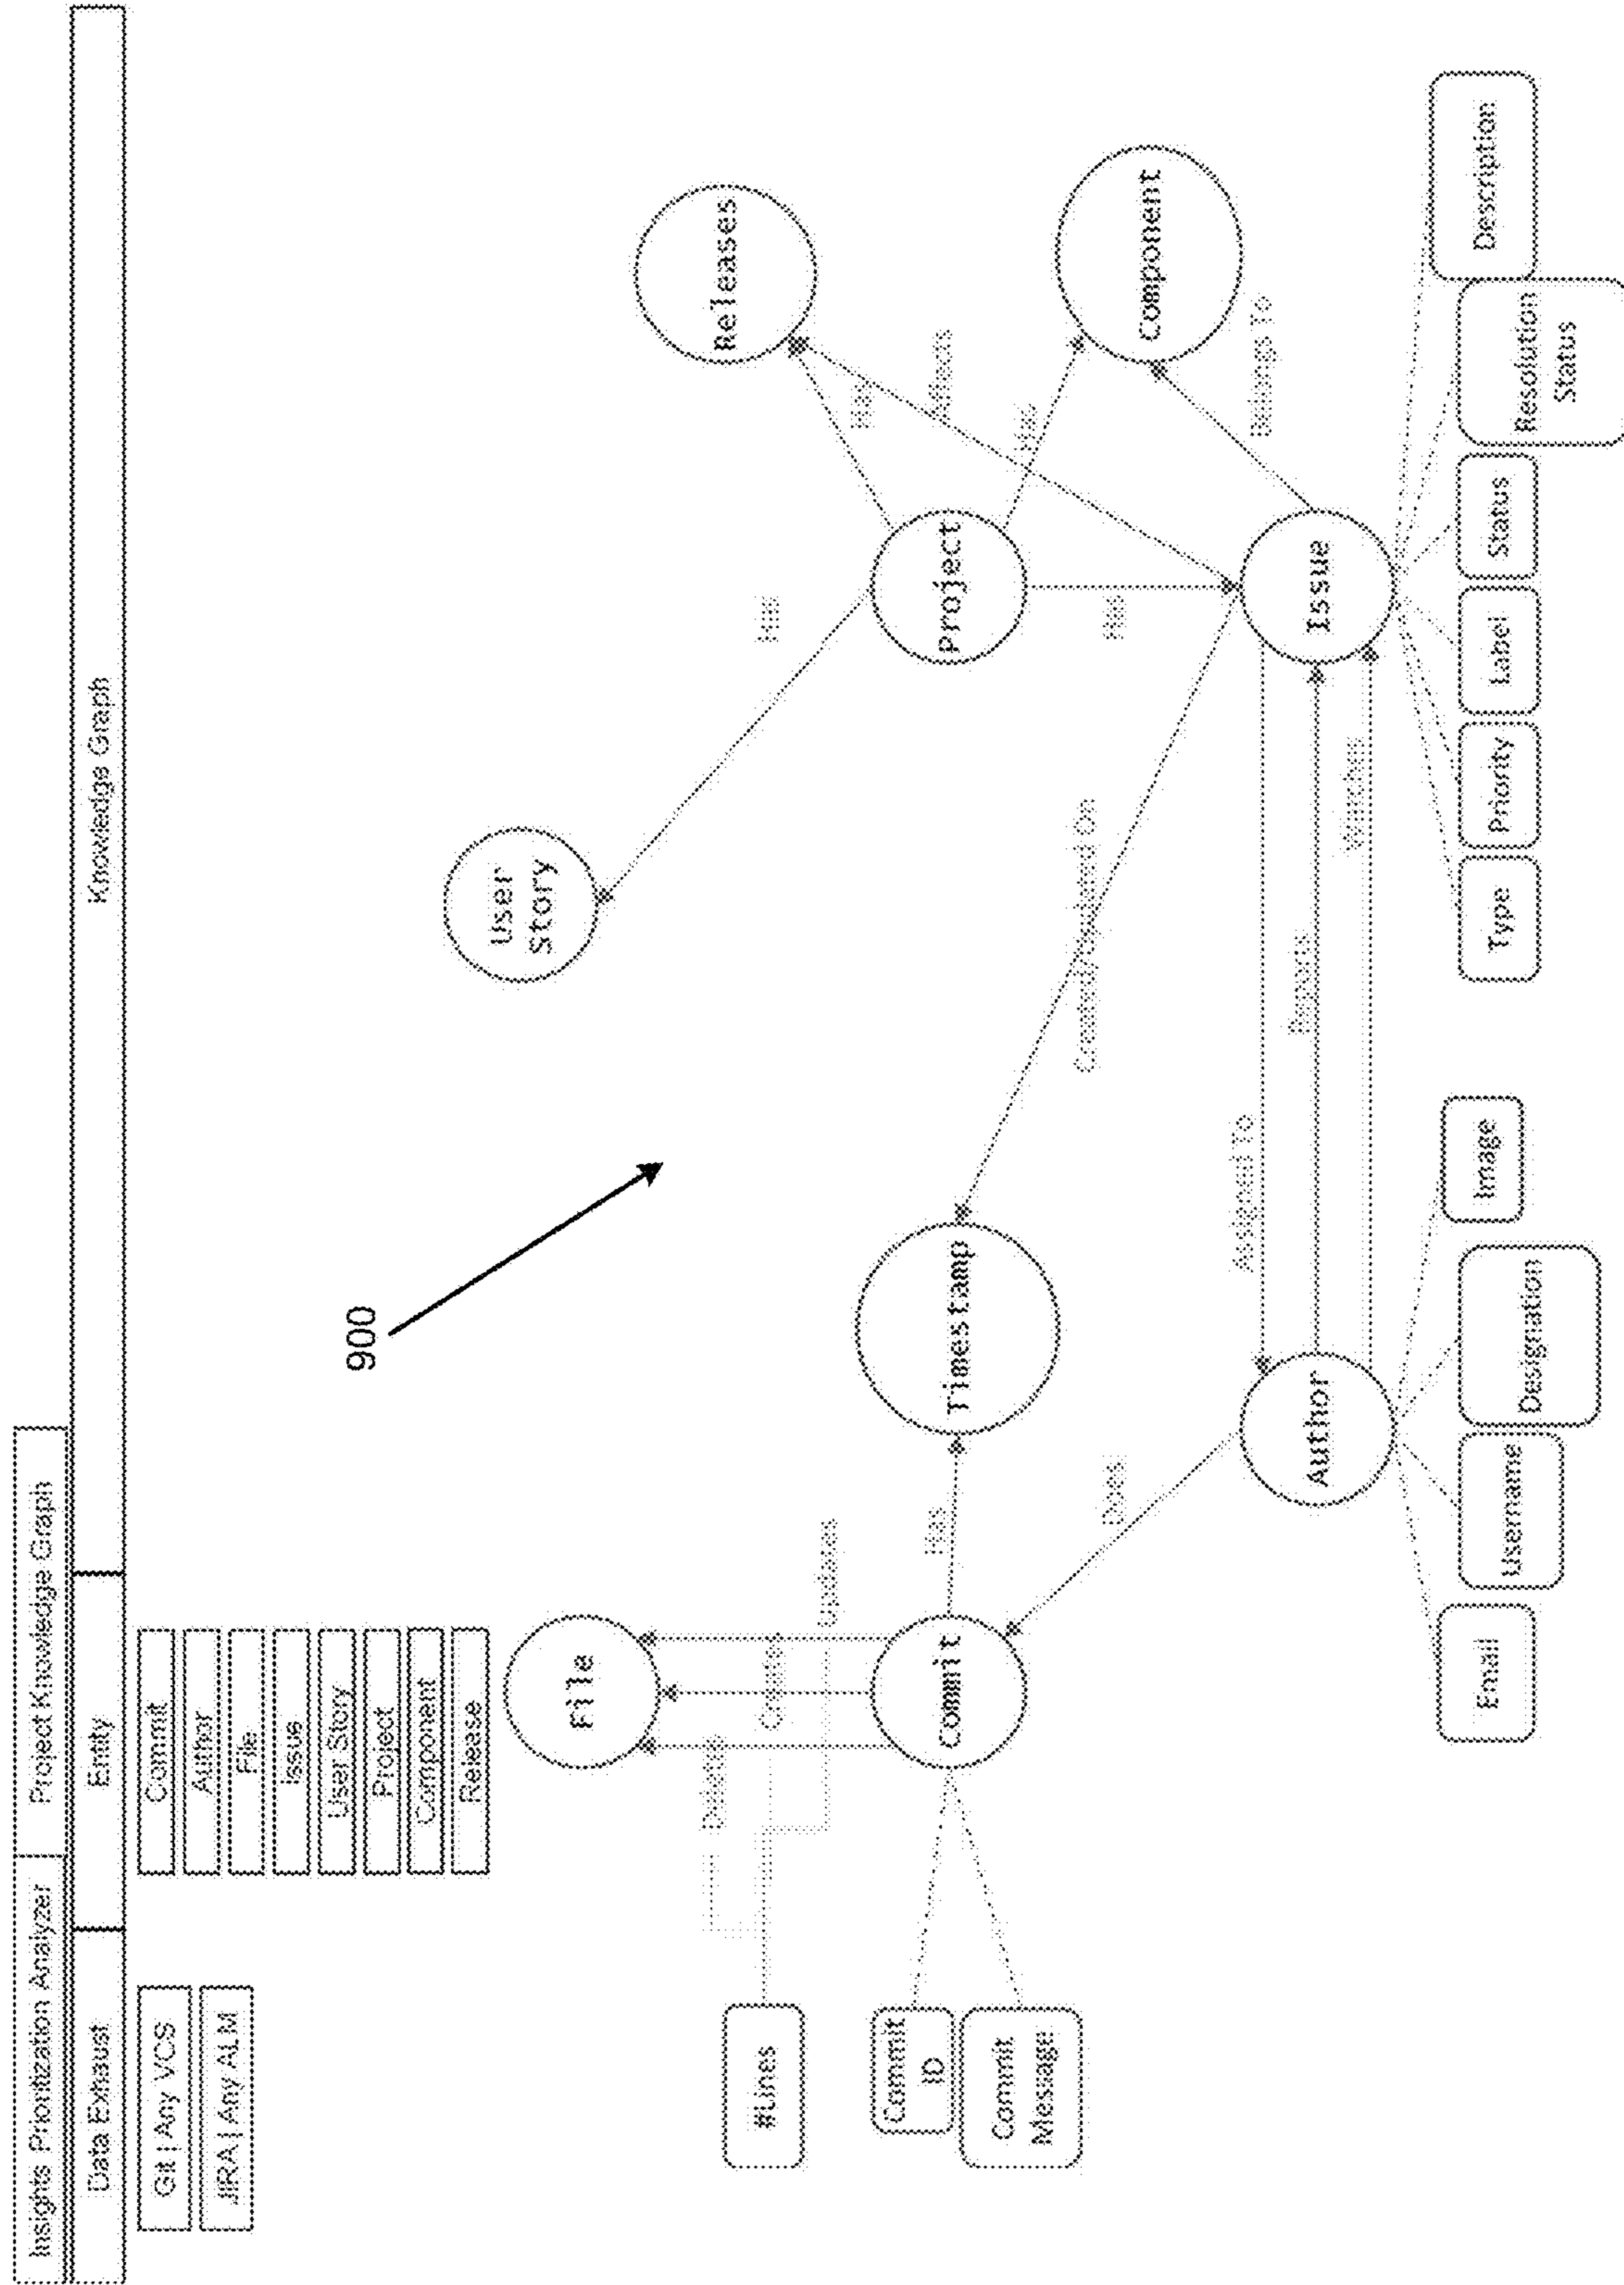 Insights Prioritization Analyzer
Project Knowledge Graph
Data Exhaust
Entity
Knowledge Graph
Git | Any VCS
JIRA | Any ALM
Commit
Author
File
Issue
User Story
Project
Component
Release
900
User
Story
File
Releases
#Lines
Deletes
Creates
Updates
Has
Has
Affects
Commit
ID
Commit
Message
Commit
Has
Timestamp
Project
Has
Component
Does
Created/Updated On
Has
Assigned To
Belongs To
Author
Reports
Issue
Watches
Email
Username
Designation
Image
Type
Priority
Label
Status
Resolution
Status
Description